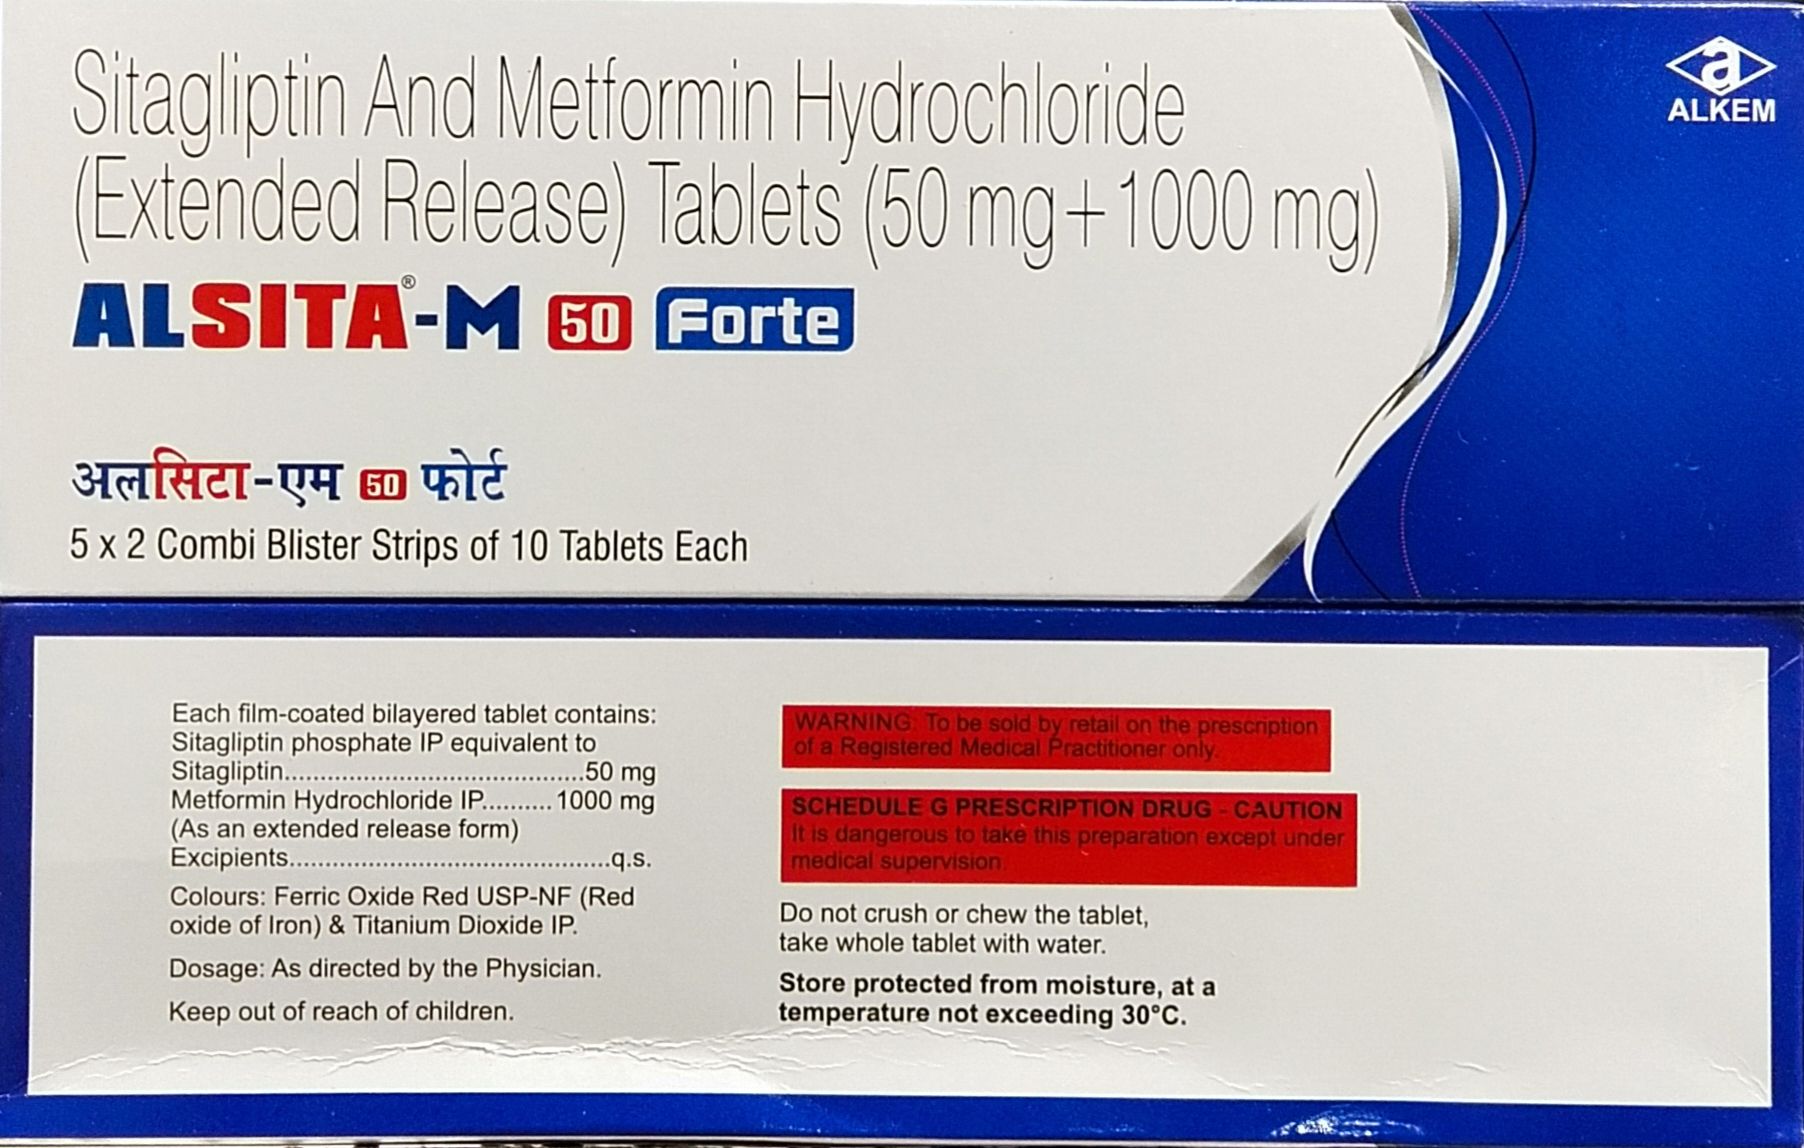 Sitagliptin And Metformin Hydrochloride
(Extended Release) Tablets (50 mg+1000 mg)
ALSITA®-M 50 Forte
अलसिटा-एम 50 फोर्ट
5 x 2 Combi Blister Strips of 10 Tablets Each
a
ALKEM
Each film-coated bilayered tablet contains:
Sitagliptin phosphate IP equivalent to
Sitagliptin.........................................50 mg
Metformin Hydrochloride IP..........1000 mg
(As an extended release form)
Excipients............................................q.s.
Colours: Ferric Oxide Red USP-NF (Red
oxide of Iron) & Titanium Dioxide IP.
Dosage: As directed by the Physician.
Keep out of reach of children.
WARNING: To be sold by retail on the prescription
of a Registered Medical Practitioner only.
SCHEDULE G PRESCRIPTION DRUG - CAUTION
It is dangerous to take this preparation except under
medical supervision.
Do not crush or chew the tablet,
take whole tablet with water.
Store protected from moisture, at a
temperature not exceeding 30°C.